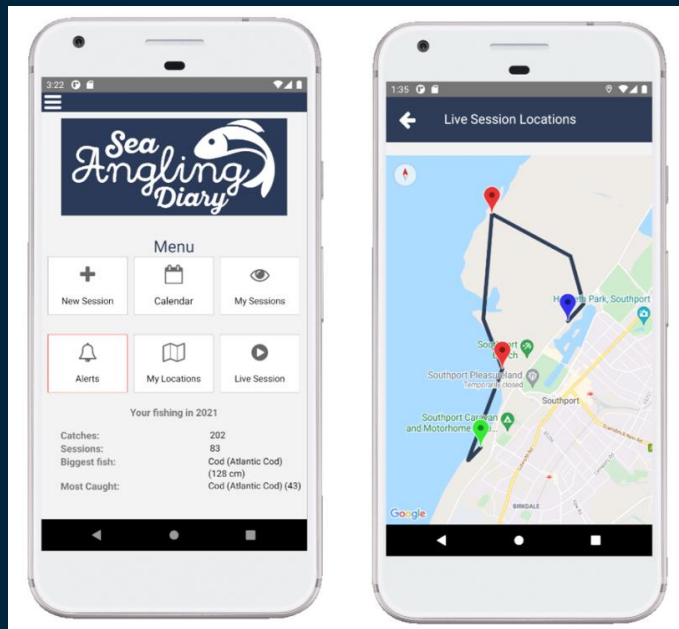 3:22
Sea
Angling
Diary
Menu
New Session
Calendar
My Sessions
Alerts
My Locations
Live Session
Your fishing in 2021
Catches: 202
Sessions: 83
Biggest fish: Cod (Atlantic Cod)
(128 cm)
Most Caught: Cod (Atlantic Cod) (43)
1:35
Live Session Locations
Park, Southport
Southport Pleasureland
Temporarily closed
Southport
Southport Caravan
and Motorhome
BIRKDALE
Google